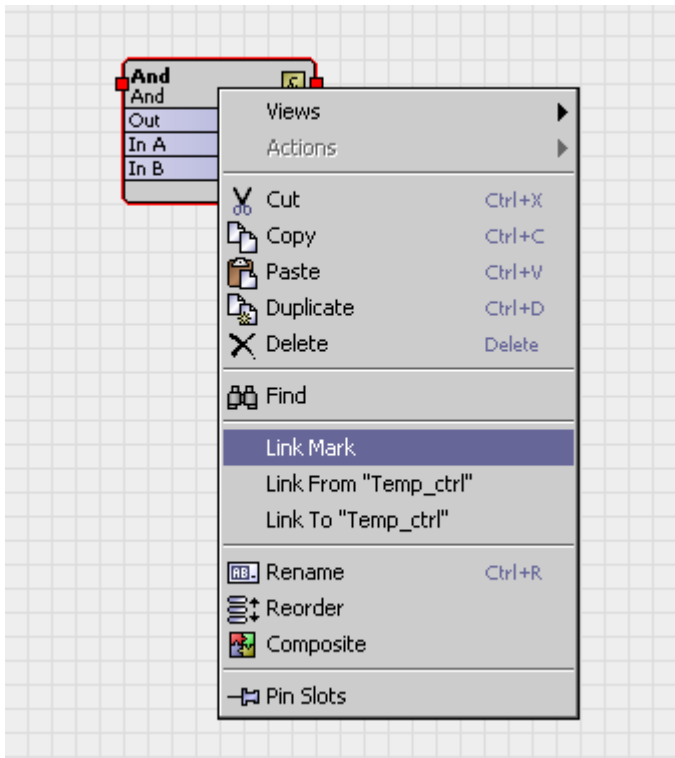 And
And
Out
In A
In B
Views
Actions
Cut Ctrl+X
Copy Ctrl+C
Paste Ctrl+V
Duplicate Ctrl+D
Delete Delete
Find
Link Mark
Link From "Temp_ctrl"
Link To "Temp_ctrl"
Rename Ctrl+R
Reorder
Composite
Pin Slots